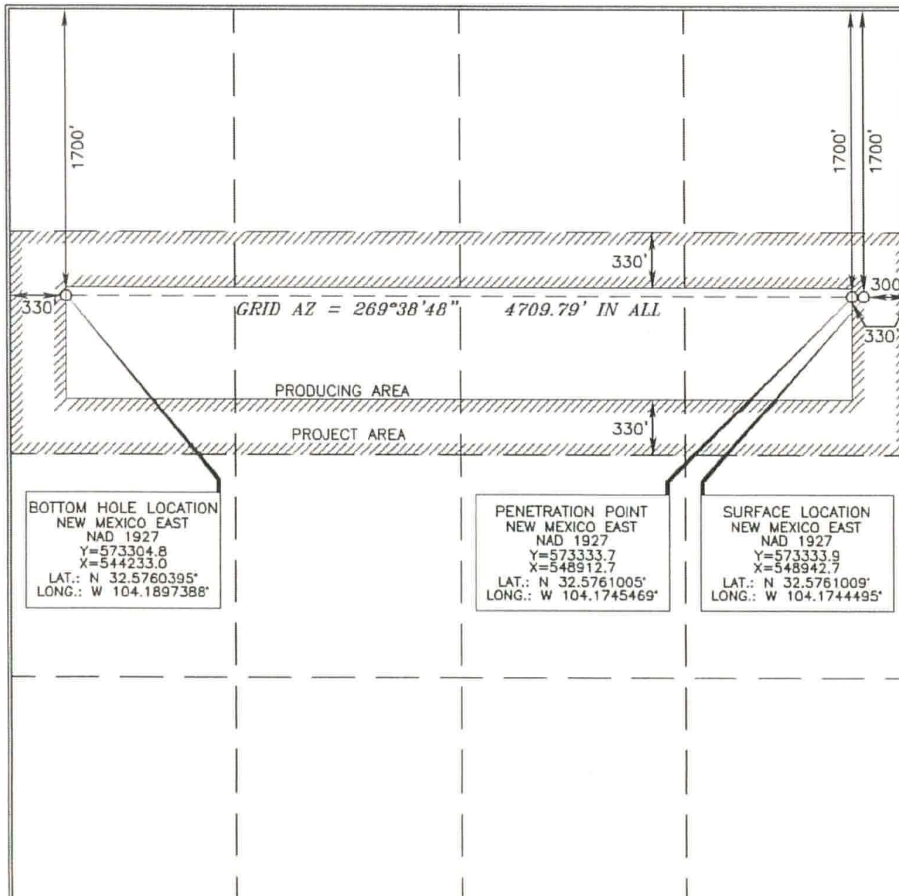 1700'
1700'
1700'
330'
330'
300'
GRID AZ = 269°38'48" 4709.79' IN ALL
330'
PRODUCING AREA
330'
PROJECT AREA
BOTTOM HOLE LOCATION
NEW MEXICO EAST
NAD 1927
Y=573304.8
X=544233.0
LAT.: N 32.5760395°
LONG.: W 104.1897388°
PENETRATION POINT
NEW MEXICO EAST
NAD 1927
Y=573333.7
X=548912.7
LAT.: N 32.5761005°
LONG.: W 104.1745469°
SURFACE LOCATION
NEW MEXICO EAST
NAD 1927
Y=573333.9
X=548942.7
LAT.: N 32.5761009°
LONG.: W 104.1744495°